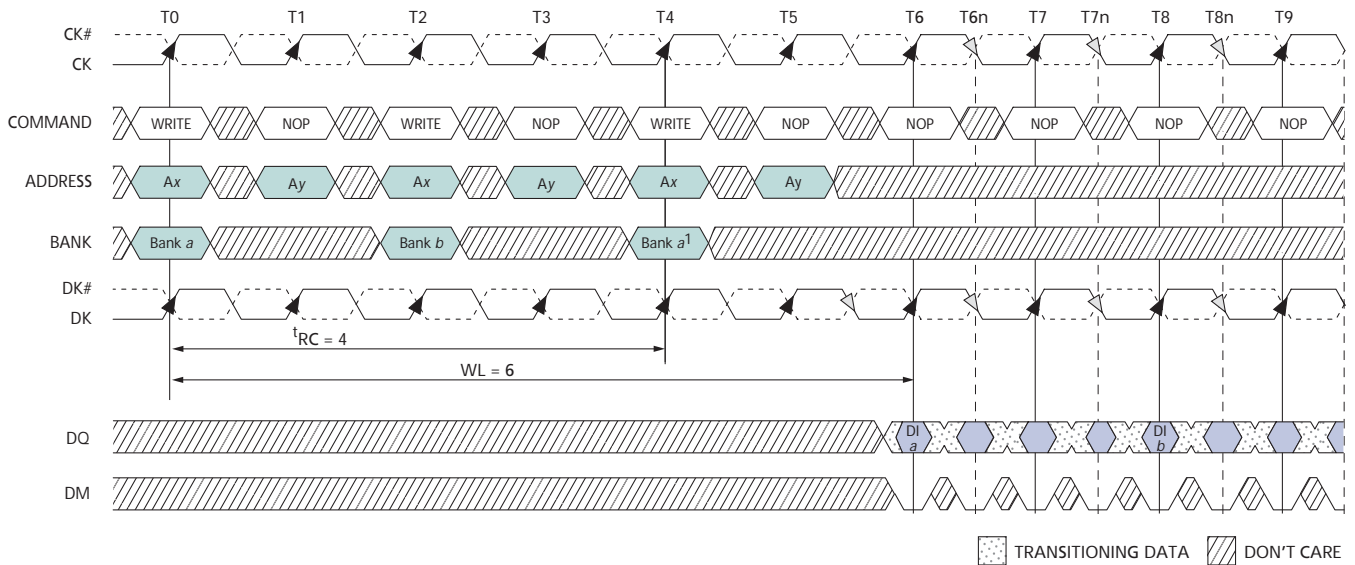 T0 T1 T2 T3 T4 T5 T6 T6n T7 T7n T8 T8n T9
CK#
CK
COMMAND WRITE NOP WRITE NOP WRITE NOP NOP NOP NOP NOP
ADDRESS Ax Ay Ax Ay Ax Ay
BANK Bank a Bank b Bank a1
DK#
DK
tRC = 4
WL = 6
DQ DI a DI b
DM
TRANSITIONING DATA DON'T CARE